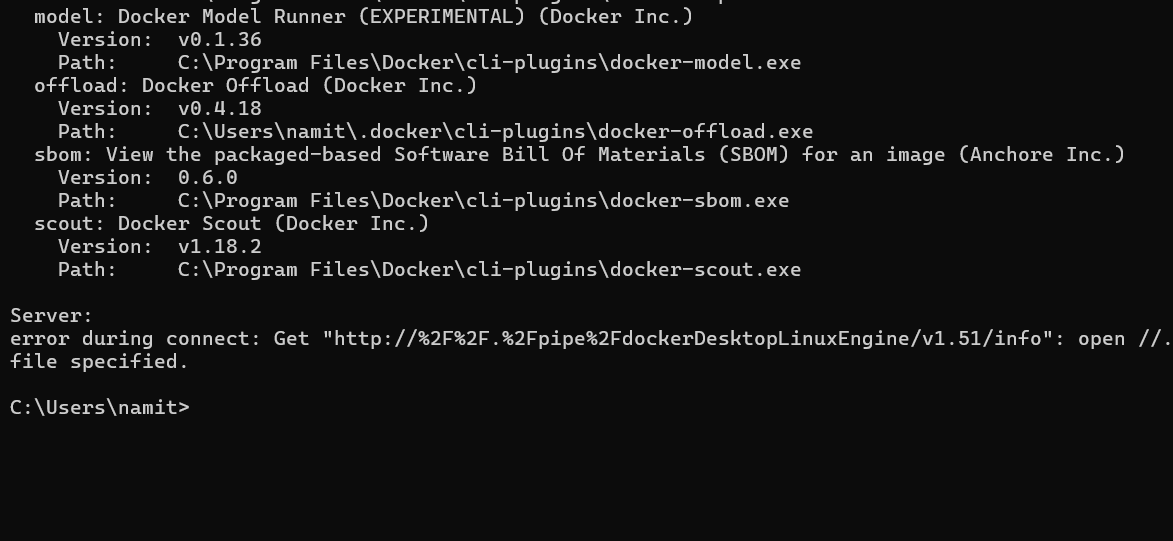 model: Docker Model Runner (EXPERIMENTAL) (Docker Inc.)
Version: v0.1.36
Path: C:\Program Files\Docker\cli-plugins\docker-model.exe
offload: Docker Offload (Docker Inc.)
Version: v0.4.18
Path: C:\Users\namit\.docker\cli-plugins\docker-offload.exe
sbom: View the packaged-based Software Bill Of Materials (SBOM) for an image (Anchore Inc.)
Version: 0.6.0
Path: C:\Program Files\Docker\cli-plugins\docker-sbom.exe
scout: Docker Scout (Docker Inc.)
Version: v1.18.2
Path: C:\Program Files\Docker\cli-plugins\docker-scout.exe
Server:
error during connect: Get "http://%2F%2F.%2Fpipe%2FdockerDesktopLinuxEngine/v1.51/info": open //.
file specified.
C:\Users\namit>